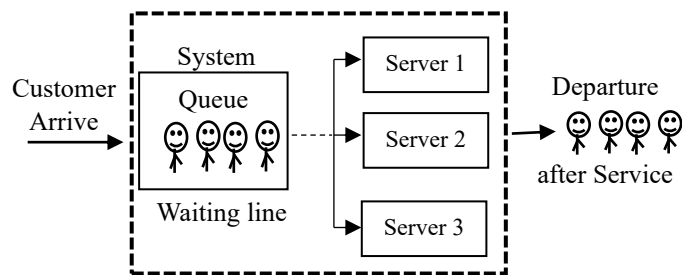 Customer
Arrive
System
Queue
Waiting line
Server 1
Server 2
Server 3
Departure
after Service